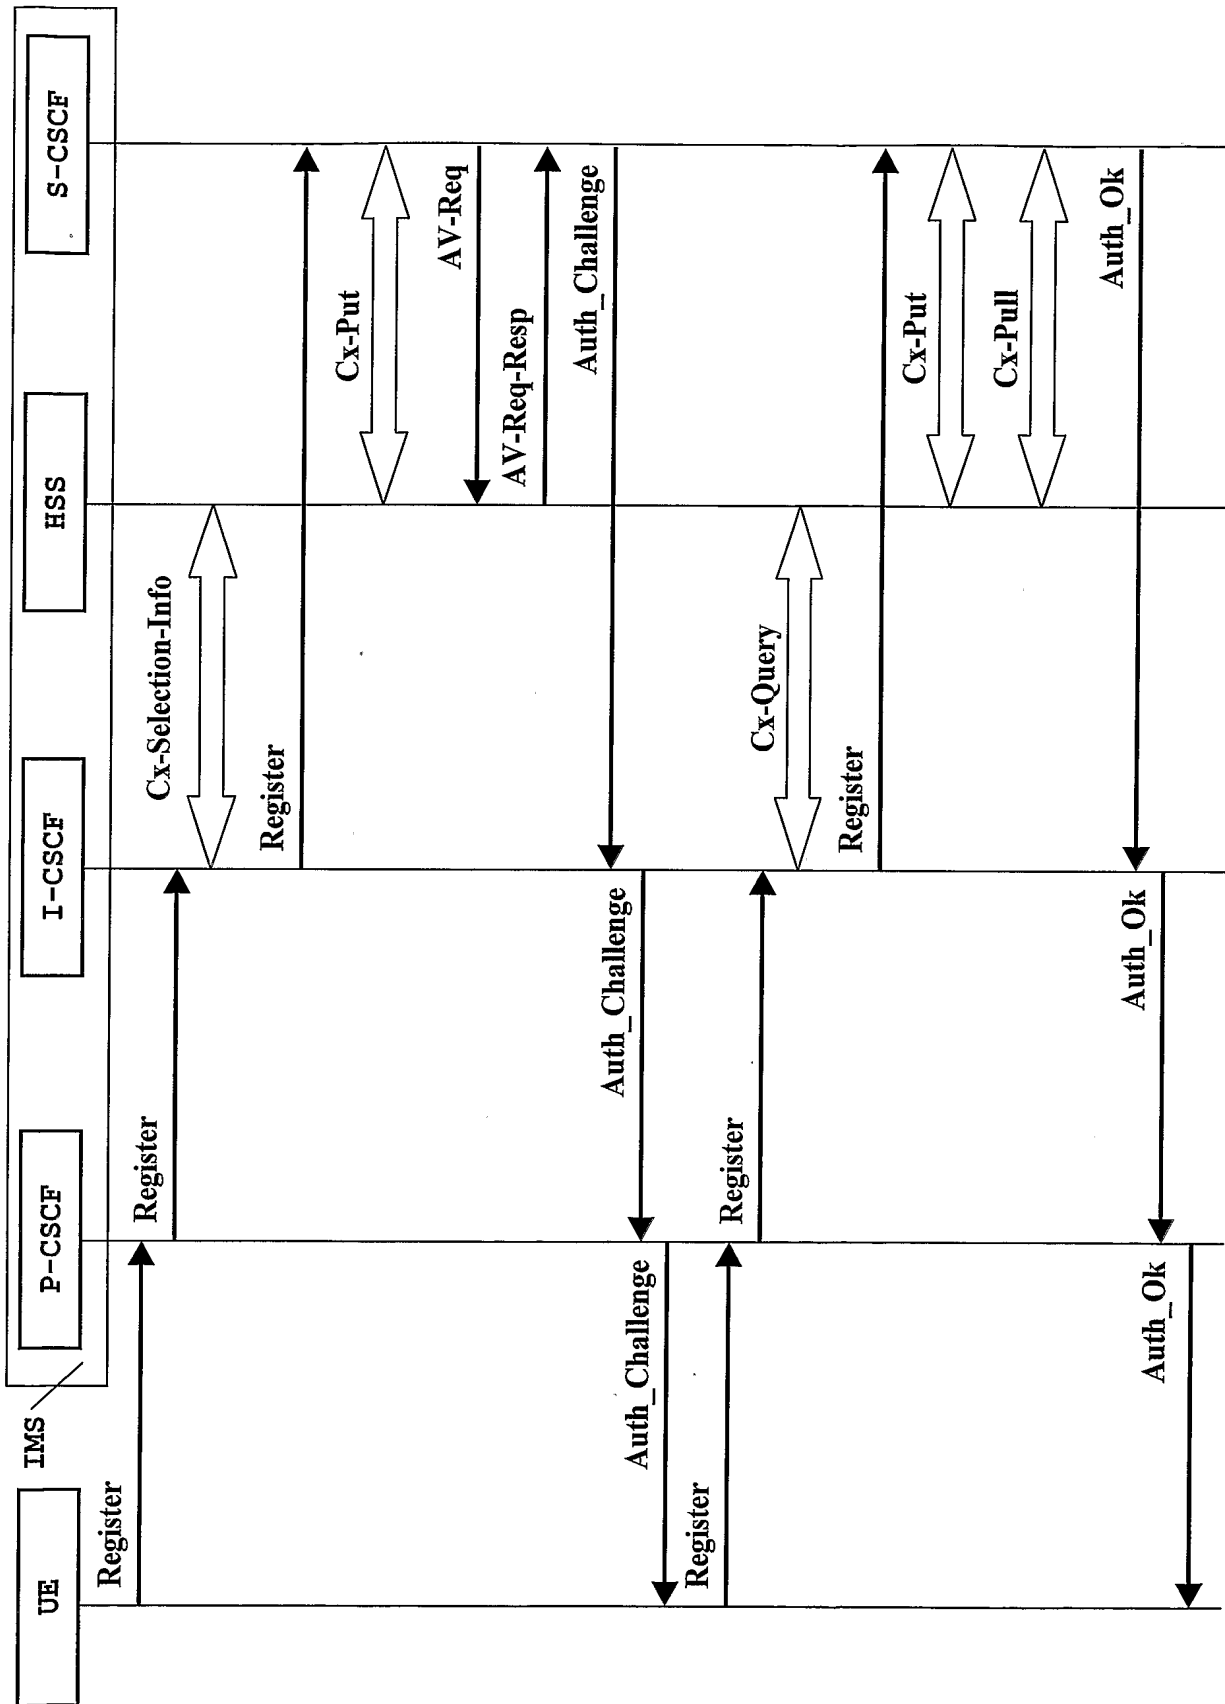 UE
IMS
P-CSCF
I-CSCF
HSS
S-CSCF
Register
Register
Cx-Selection-Info
Register
Cx-Put
AV-Req
AV-Req-Resp
Auth_Challenge
Auth_Challenge
Auth_Challenge
Register
Register
Cx-Query
Register
Cx-Put
Cx-Pull
Auth_Ok
Auth_Ok
Auth_Ok